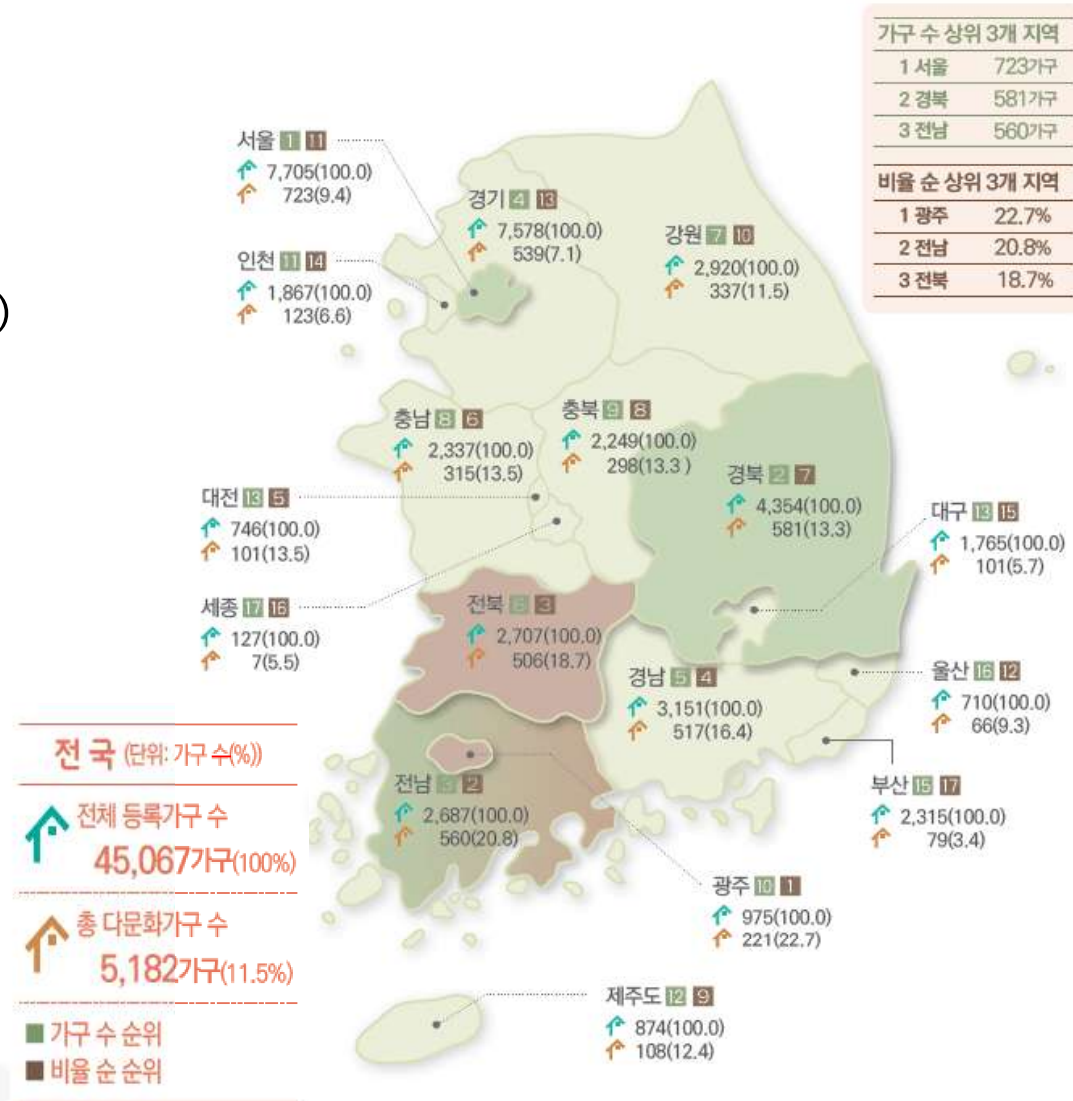 가구 수 상위 3개 지역
1 서울 723가구
2 경북 581가구
3 전남 560가구
비율 순 상위 3개 지역
1 광주 22.7%
2 전남 20.8%
3 전북 18.7%
서울 1 11
7,705(100.0)
723(9.4)
경기 4 13
7,578(100.0)
539(7.1)
강원 7 10
2,920(100.0)
337(11.5)
인천 11 14
1,867(100.0)
123(6.6)
)
충남 8 6
2,337(100.0)
315(13.5)
충북 9 8
2,249(100.0)
298(13.3 )
경북 2 7
4,354(100.0)
581(13.3)
대전 13 5
746(100.0)
101(13.5)
대구 13 15
1,765(100.0)
101(5.7)
세종 17 16
127(100.0)
7(5.5)
전북 6 3
2,707(100.0)
506(18.7)
경남 5 4
3,151(100.0)
517(16.4)
울산 16 12
710(100.0)
66(9.3)
전남 3 2
2,687(100.0)
560(20.8)
부산 15 17
2,315(100.0)
79(3.4)
광주 10 1
975(100.0)
221(22.7)
제주도 12 9
874(100.0)
108(12.4)
전 국 (단위: 가구 수(%))
전체 등록가구 수
45,067가구(100%)
총 다문화가구 수
5,182가구(11.5%)
가구 수 순위
비율 순 순위